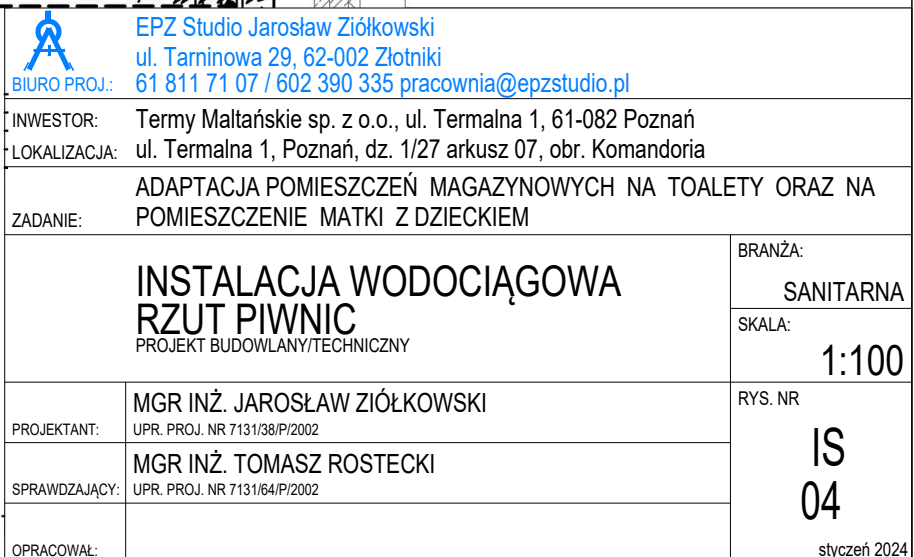 EPZ Studio Jarosław Ziółkowski
ul. Tarninowa 29, 62-002 Złotniki
BIURO PROJ.: 61 811 71 07 / 602 390 335 pracownia@epzstudio.pl
INWESTOR: Termy Maltańskie sp. z o.o., ul. Termalna 1, 61-082 Poznań
LOKALIZACJA: ul. Termalna 1, Poznań, dz. 1/27 arkusz 07, obr. Komandoria
ADAPTACJA POMIESZCZEŃ MAGAZYNOWYCH NA TOALETY ORAZ NA
ZADANIE: POMIESZCZENIE MATKI Z DZIECKIEM
INSTALACJA WODOCIĄGOWA
RZUT PIWNIC
PROJEKT BUDOWLANY/TECHNICZNY
BRANŻA:
SANITARNA
SKALA:
1:100
MGR INŻ. JAROSŁAW ZIÓŁKOWSKI
PROJEKTANT: UPR. PROJ. NR 7131/38/P/2002
MGR INŻ. TOMASZ ROSTECKI
SPRAWDZAJĄCY: UPR. PROJ. NR 7131/64/P/2002
OPRACOWAŁ:
RYS. NR
IS
04
styczeń 2024